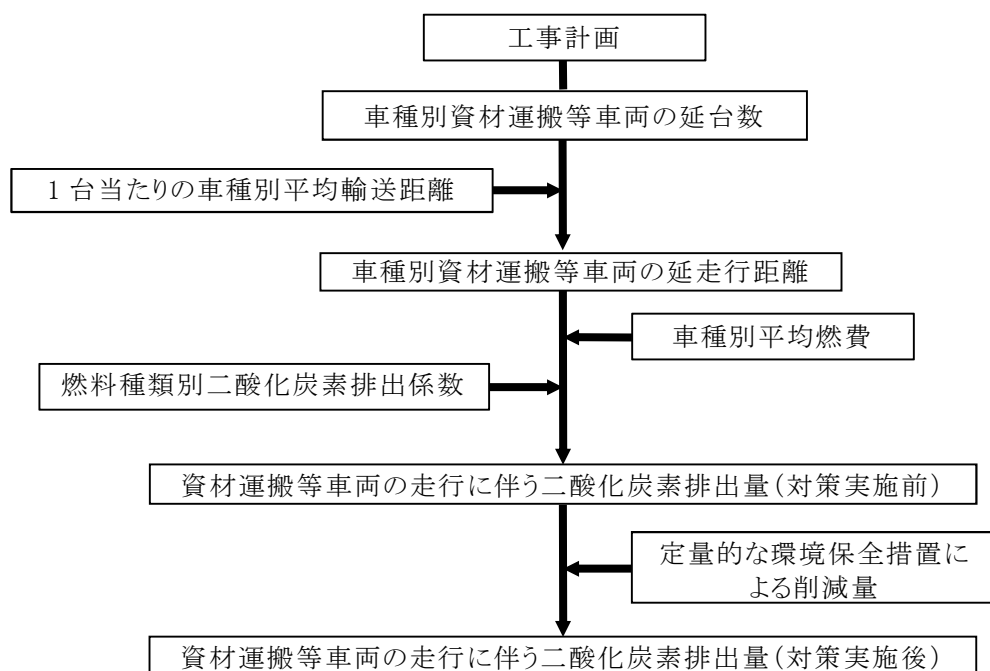 工事計画
車種別資材運搬等車両の延台数
1台当たりの車種別平均輸送距離
車種別資材運搬等車両の延走行距離
車種別平均燃費
燃料種類別二酸化炭素排出係数
資材運搬等車両の走行に伴う二酸化炭素排出量(対策実施前)
定量的な環境保全措置に
よる削減量
資材運搬等車両の走行に伴う二酸化炭素排出量(対策実施後)